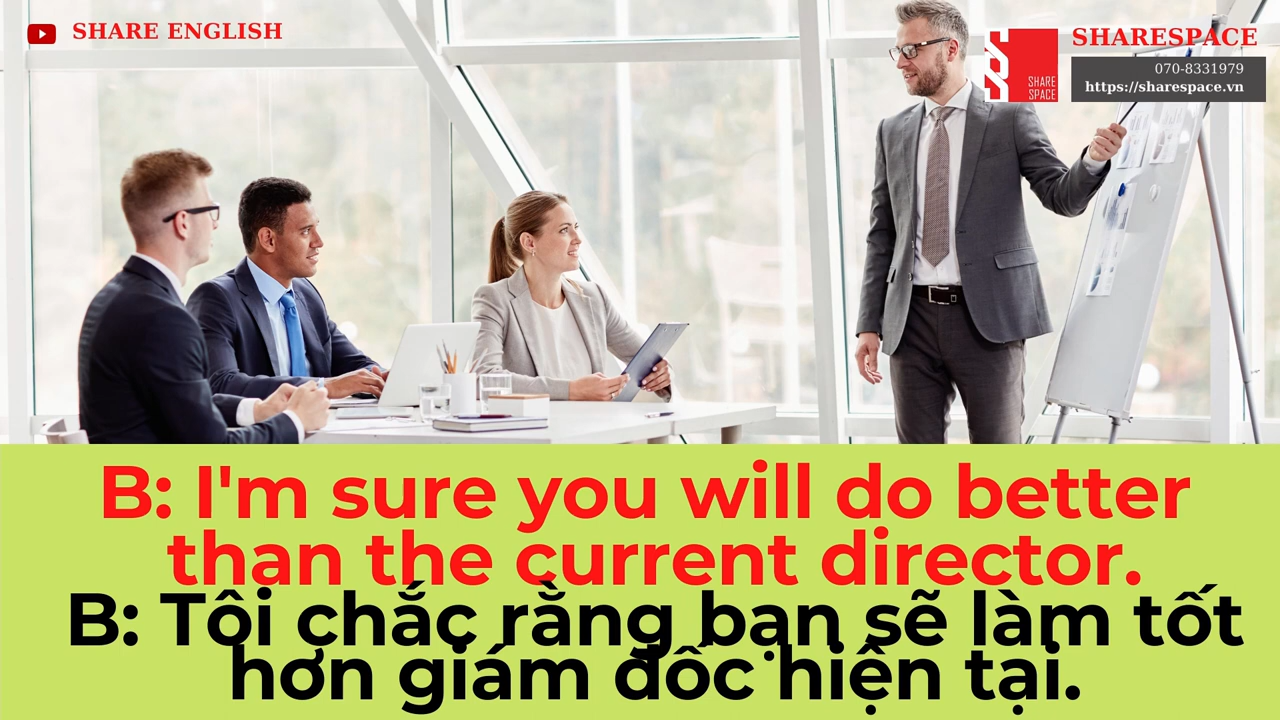 SHARE ENGLISH
SHARESPACE
070-8331979
https://sharespace.vn
SHARE
SPACE
B: I'm sure you will do better
than the current director.
B: Tôi chắc rằng bạn sẽ làm tốt
hơn giám đốc hiện tại.